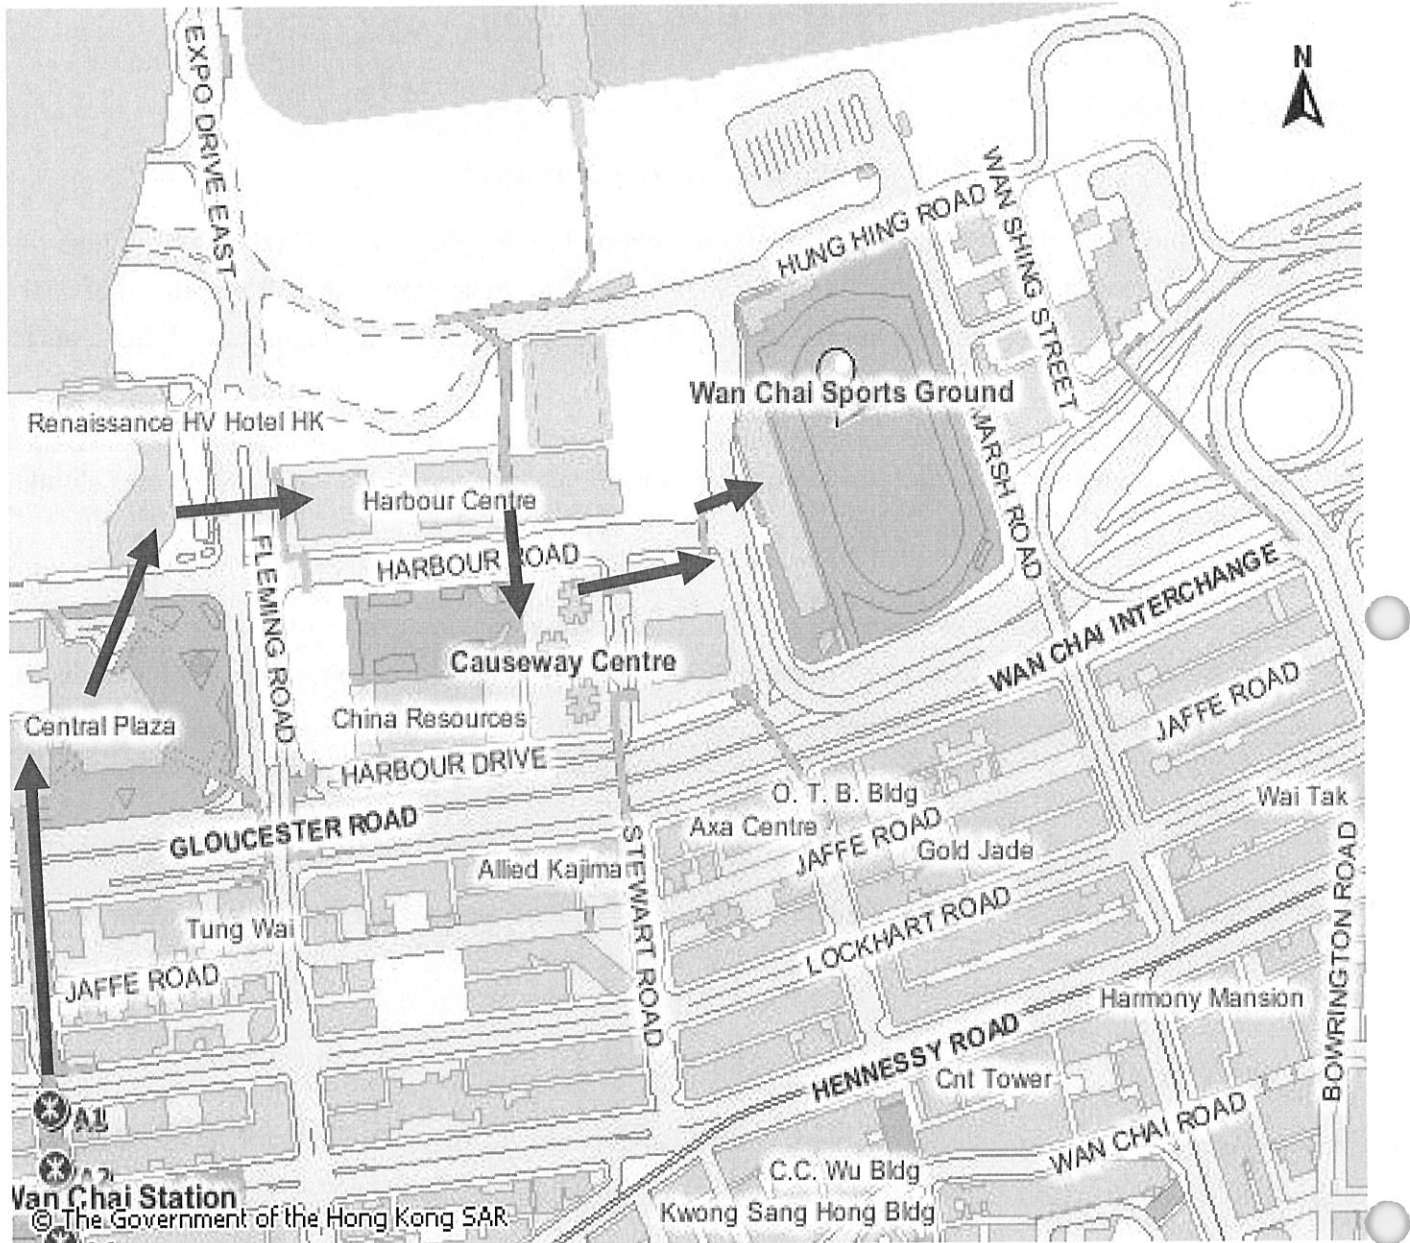 N
EXPO DRIVE EAST
WAN SHING STREET
HUNG HING ROAD
Wan Chai Sports Ground
Renaissance HV Hotel HK
MARSH ROAD
Harbour Centre
HARBOUR ROAD
FLEMING ROAD
WAN CHAI INTERCHANGE
Causeway Centre
JAFFE ROAD
Central Plaza
China Resources
HARBOUR DRIVE
O. T. B. Bldg
Wai Tak
GLOUCESTER ROAD
Axa Centre
JAFFE ROAD
Gold Jade
Allied Kajima
STEWART ROAD
BOWRINGTON ROAD
Tung Wai
LOCKHART ROAD
JAFFE ROAD
Harmony Mansion
HENNESSY ROAD
Cnt Tower
A1
A2
WAN CHAI ROAD
C.C. Wu Bldg
Wan Chai Station
Kwong Sang Hong Bldg
© The Government of the Hong Kong SAR